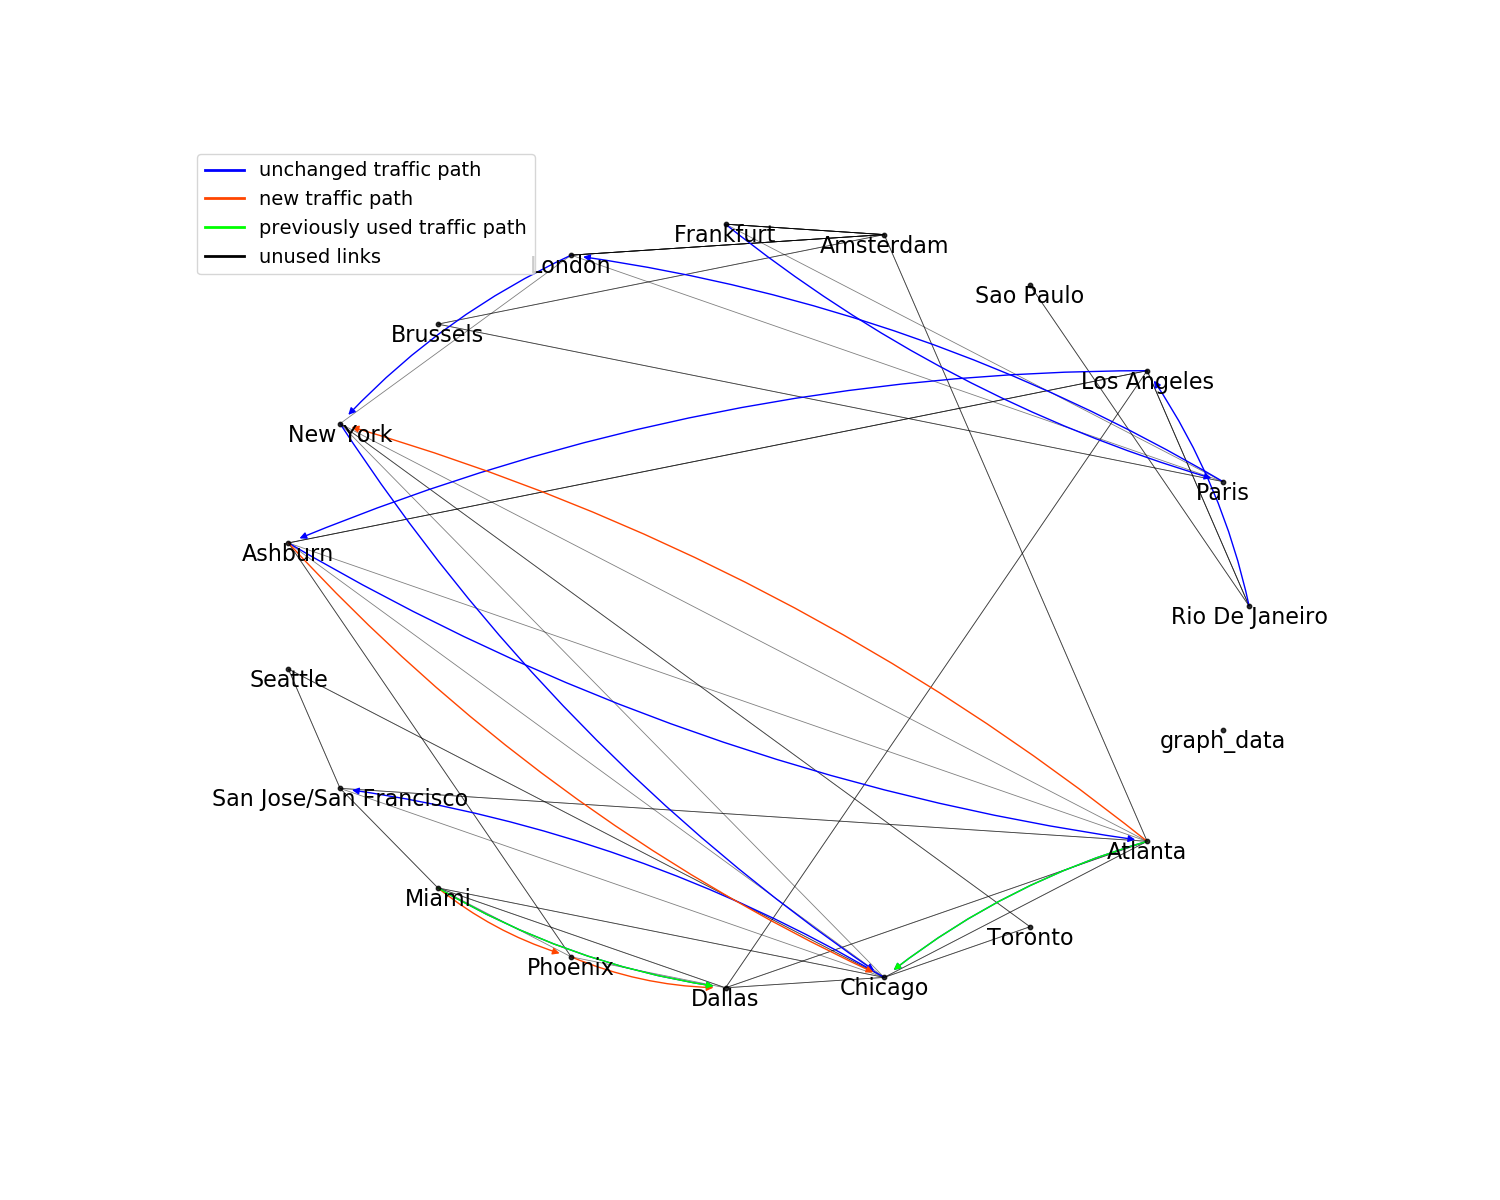 unchanged traffic path
new traffic path
previously used traffic path
unused links
Frankfurt
Amsterdam
London
Sao Paulo
Brussels
Los Angeles
New York
Paris
Ashburn
Rio De Janeiro
Seattle
graph_data
San Jose/San Francisco
Atlanta
Miami
Toronto
Phoenix
Chicago
Dallas